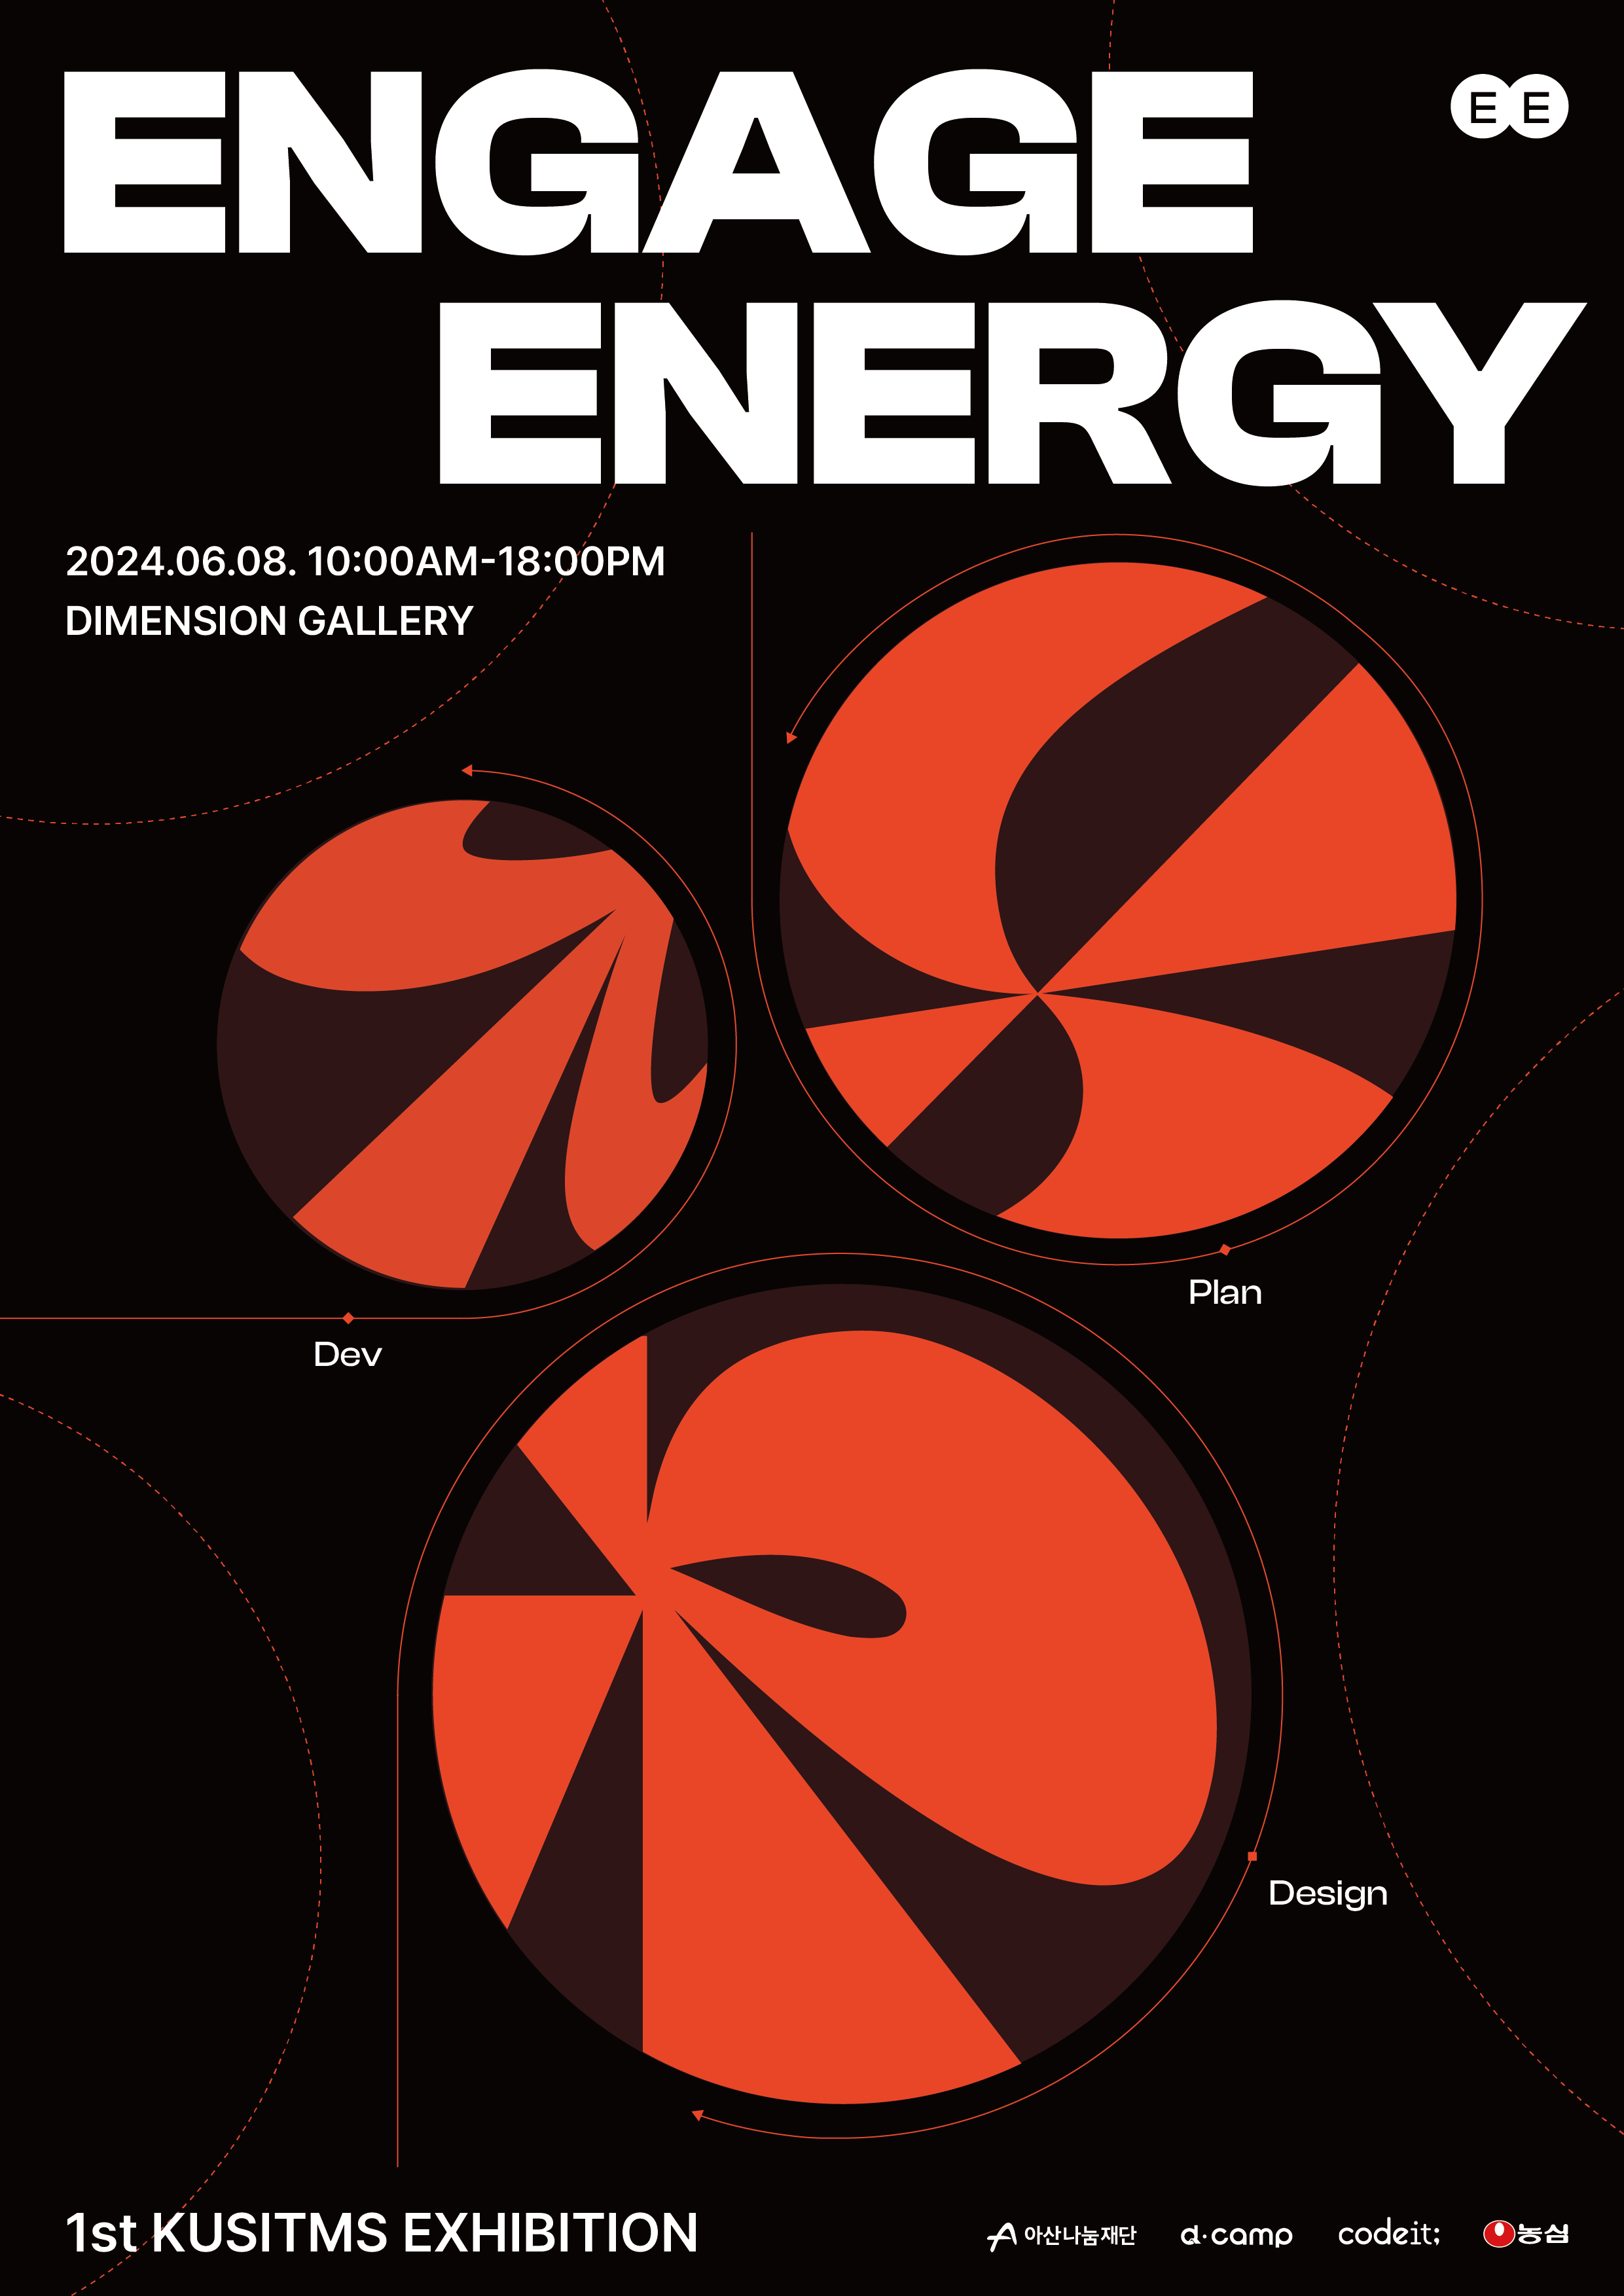 ENGAGE
E E
ENERGY
2024.06.08. 10:00AM-18:00PM
DIMENSION GALLERY
Plan
Dev
Design
1st KUSITMS EXHIBITION
아산나눔재단
d·camp
codeit;
농심